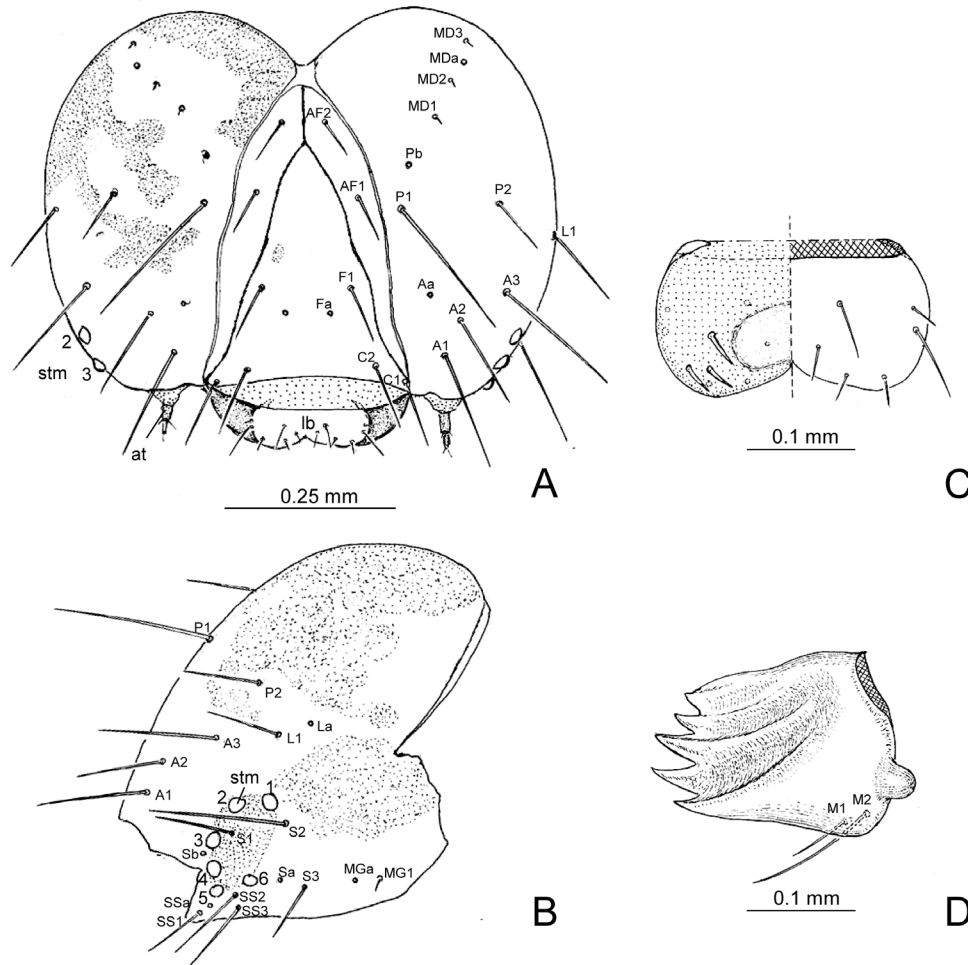 MD3
MDa
MD2
MD1
AF2
Pb
AF1
P1
P2
L1
F1
Fa
Aa
A3
A2
A1
C2
C1
2
stm
3
lb
at
0.25 mm
A
0.1 mm
C
P1
P2
La
L1
A3
A2
stm
1
2
A1
S2
S1
3
Sb
4
6
Sa
S3
MGa
MG1
5
SSa
SS2
SS1
SS3
B
M2
M1
0.1 mm
D